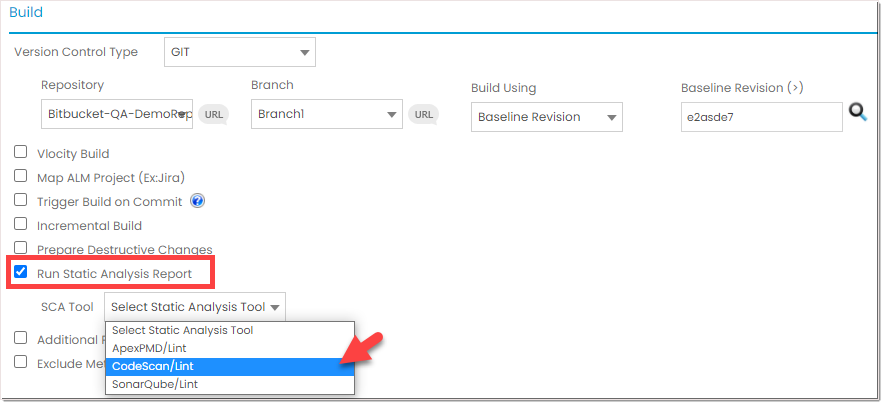 Build
Version Control Type GIT
Repository Branch Build Using Baseline Revision (>)
Bitbucket-QA-DemoRep URL Branch1 URL Baseline Revision e2asde7
Vlocity Build
Map ALM Project (Ex:Jira)
Trigger Build on Commit ?
Incremental Build
Prepare Destructive Changes
Run Static Analysis Report
SCA Tool Select Static Analysis Tool
Select Static Analysis Tool
Additional
ApexPMD/Lint
Exclude
CodeScan/Lint
SonarQube/Lint